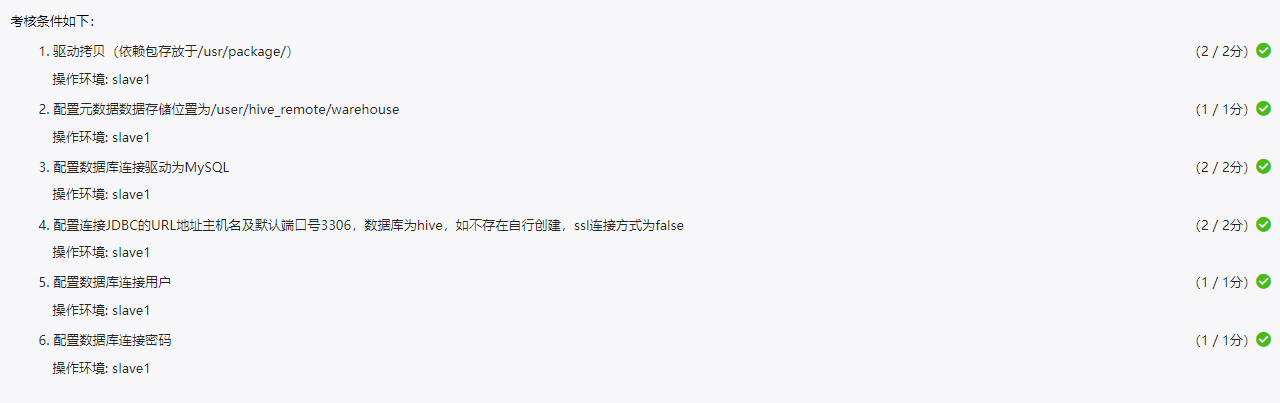 考核条件如下：
1. 驱动拷贝（依赖包存放于/usr/package/） （2 / 2分）
操作环境: slave1
2. 配置元数据数据存储位置为/user/hive_remote/warehouse （1 / 1分）
操作环境: slave1
3. 配置数据库连接驱动为MySQL （2 / 2分）
操作环境: slave1
4. 配置连接JDBC的URL地址主机名及默认端口号3306，数据库为hive，如不存在自行创建，ssl连接方式为false （2 / 2分）
操作环境: slave1
5. 配置数据库连接用户 （1 / 1分）
操作环境: slave1
6. 配置数据库连接密码 （1 / 1分）
操作环境: slave1